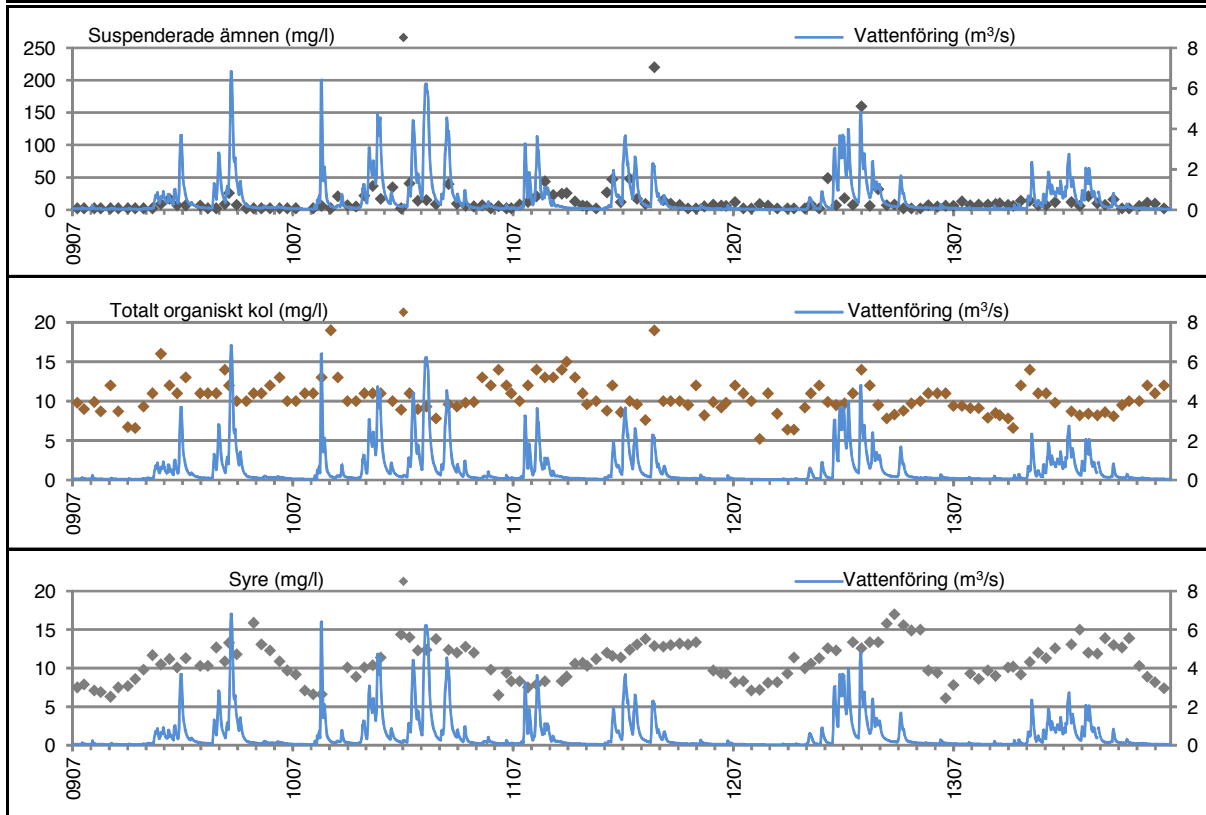 Suspenderade ämnen (mg/l) Vattenföring (m³/s)
250 8
200 6
150
100 4
50 2
0 0
0907 1007 1107 1207 1307
Totalt organiskt kol (mg/l) Vattenföring (m³/s)
20 8
15 6
10 4
5 2
0 0
0907 1007 1107 1207 1307
Syre (mg/l) Vattenföring (m³/s)
20 8
15 6
10 4
5 2
0 0
0907 1007 1107 1207 1307